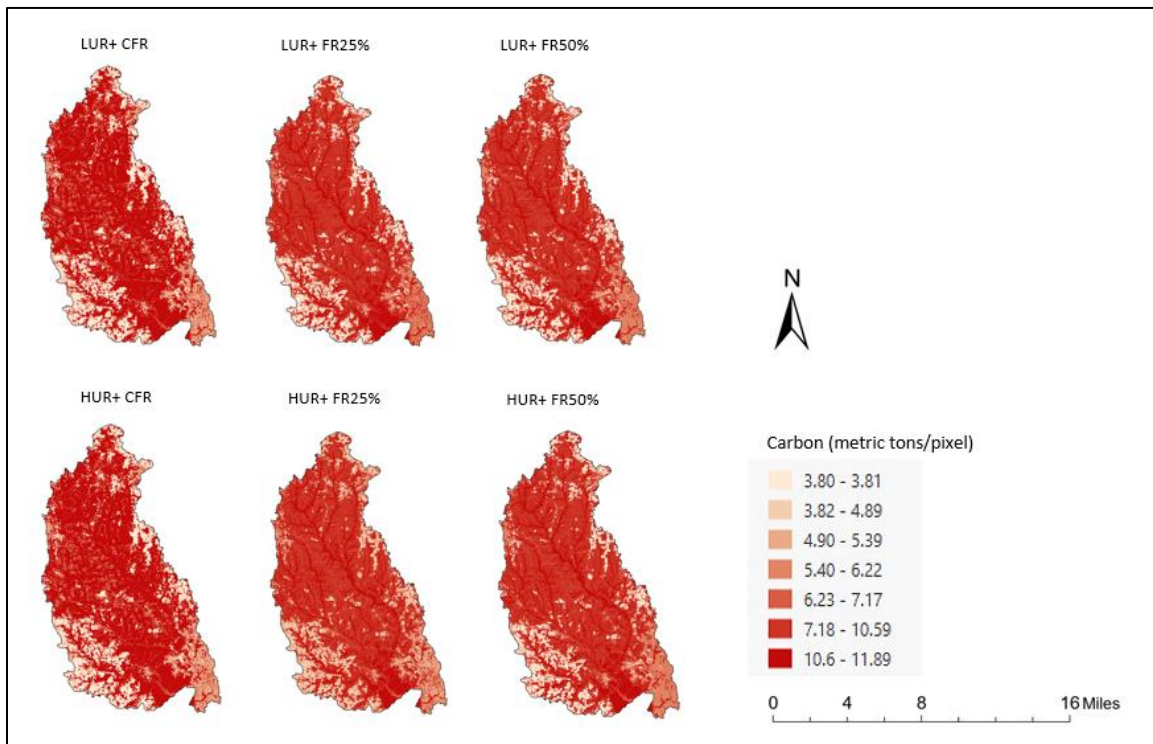 LUR+ CFR
LUR+ FR25%
LUR+ FR50%
N
HUR+ CFR
HUR+ FR25%
HUR+ FR50%
Carbon (metric tons/pixel)
3.80 - 3.81
3.82 - 4.89
4.90 - 5.39
5.40 - 6.22
6.23 - 7.17
7.18 - 10.59
10.6 - 11.89
0 4 8 16 Miles